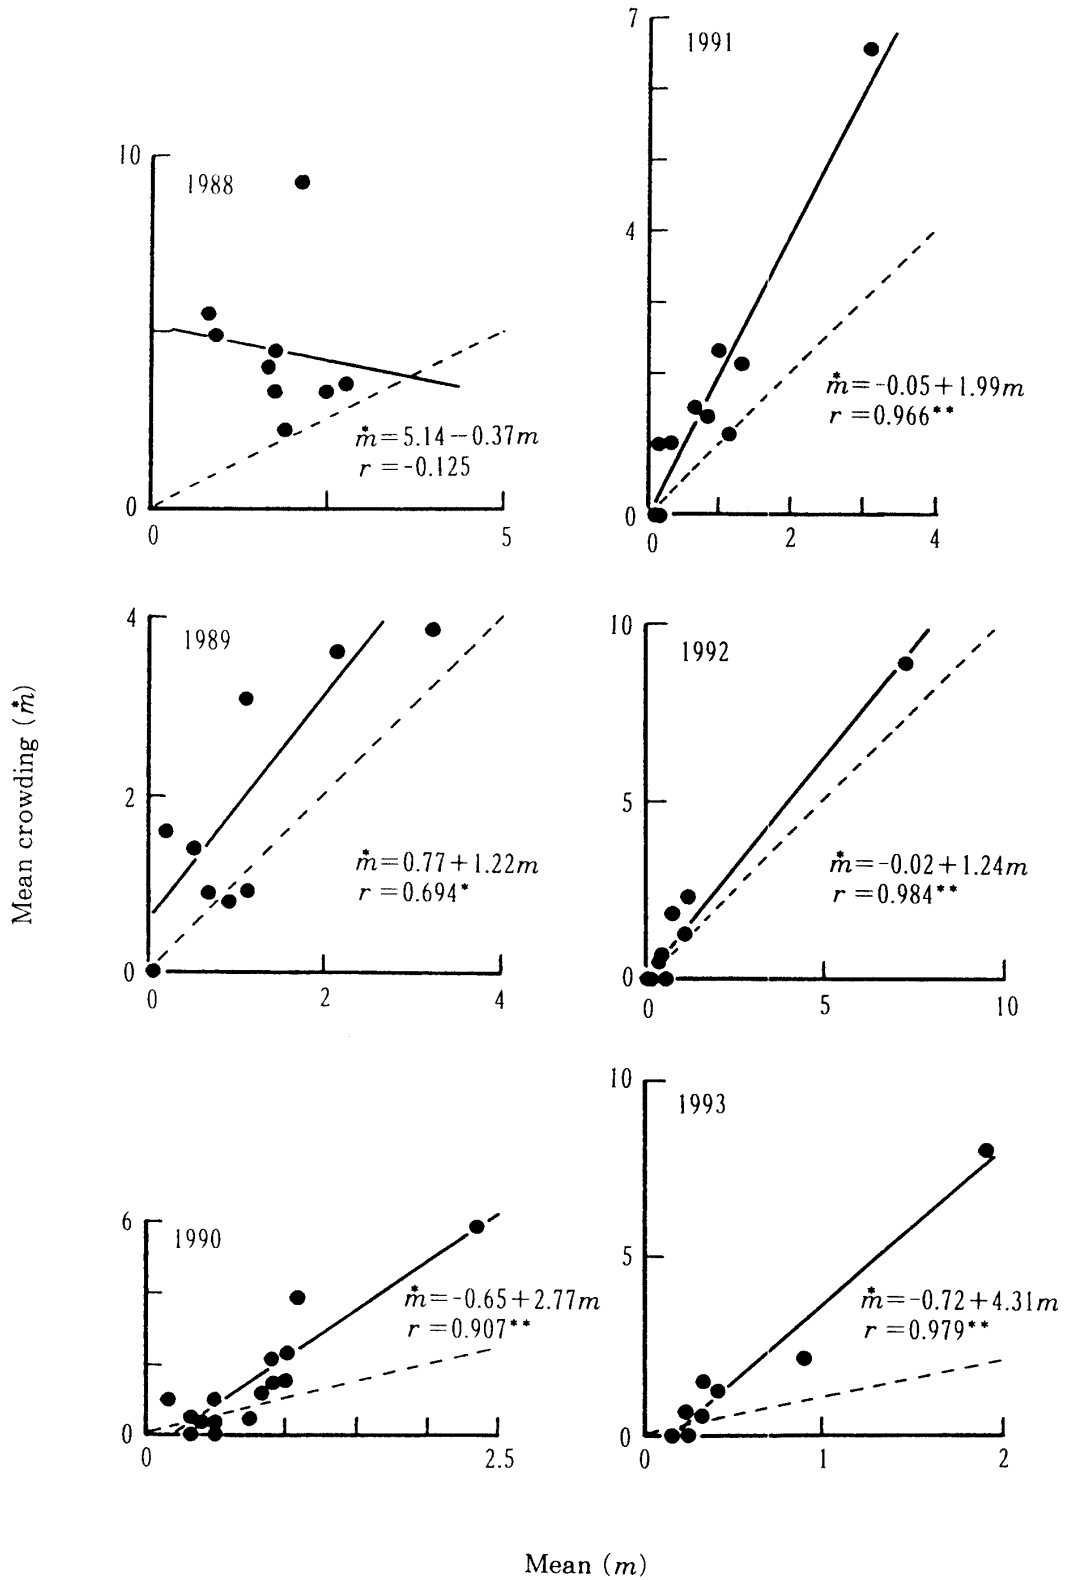 10
1988
m̽=5.14−0.37m
r =-0.125
0
0
5
7
1991
4
m̽=-0.05+1.99m
r =0.966**
0
0
2
4
4
1989
2
m̽=0.77+1.22m
r =0.694*
0
0
2
4
10
1992
5
m̽=-0.02+1.24m
r =0.984**
0
0
5
10
6
1990
m̽=-0.65+2.77m
r =0.907**
0
0
2.5
10
1993
5
m̽=-0.72+4.31m
r =0.979**
0
0
1
2
Mean crowding (m̽)
Mean (m)